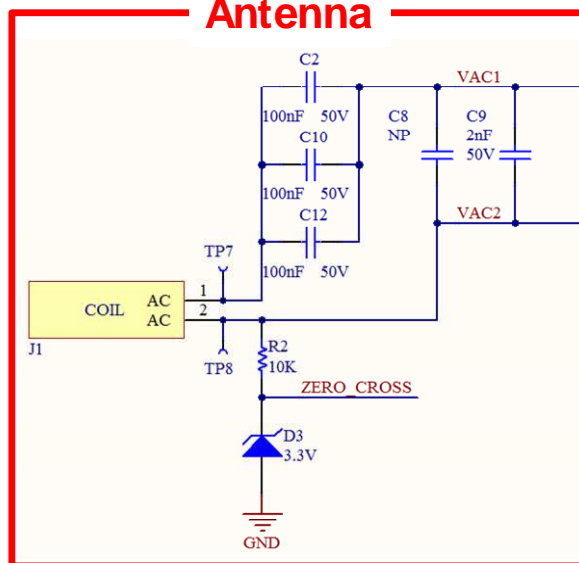 Antenna
C2
100nF 50V
C10
100nF 50V
C12
100nF 50V
VAC1
C8
NP
C9
2nF
50V
VAC2
TP7
COIL
AC 1
AC 2
J1
TP8
R2
10K
ZERO_CROSS
D3
3.3V
GND